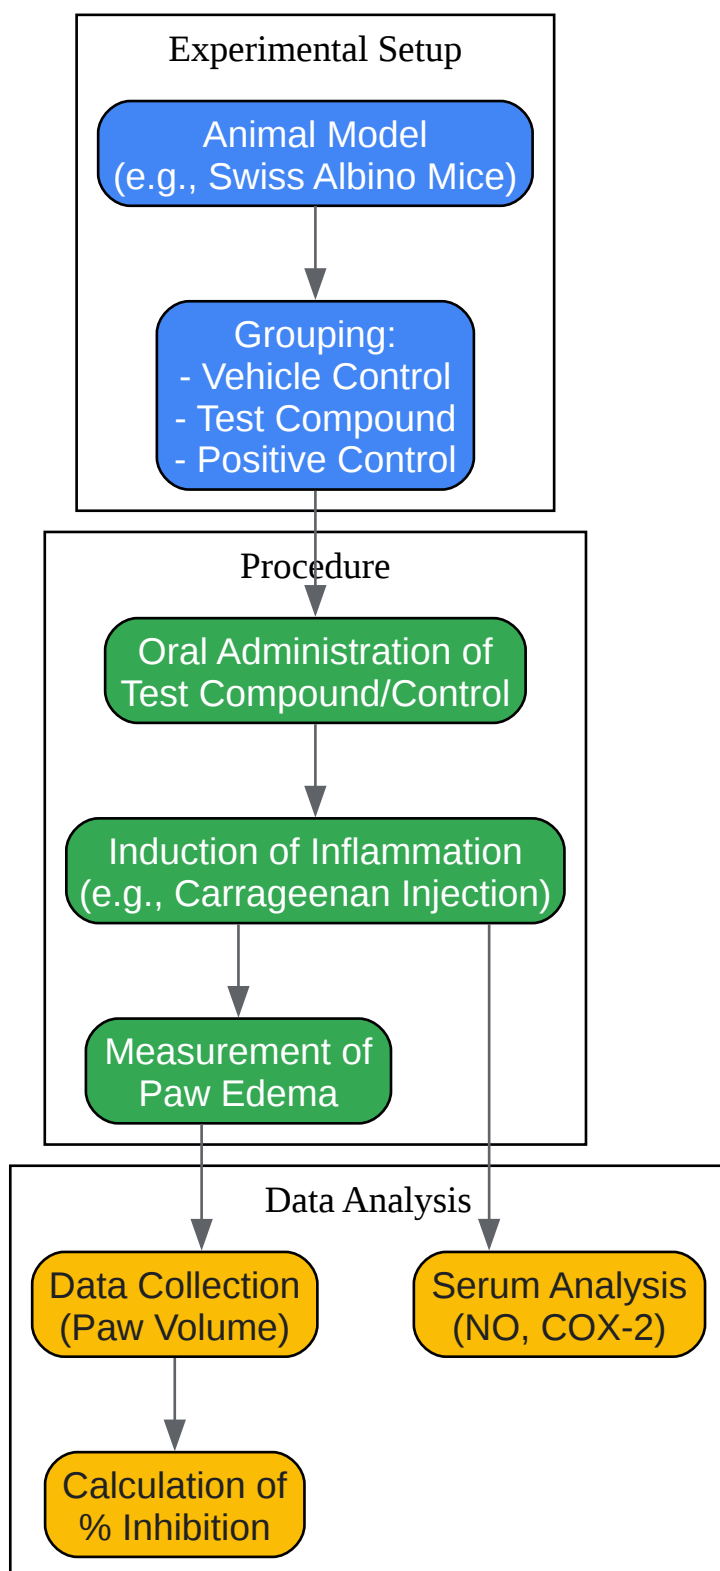 Experimental Setup
Animal Model
(e.g., Swiss Albino Mice)
Grouping:
- Vehicle Control
- Test Compound
- Positive Control
Procedure
Oral Administration of
Test Compound/Control
Induction of Inflammation
(e.g., Carrageenan Injection)
Measurement of
Paw Edema
Data Analysis
Data Collection
(Paw Volume)
Serum Analysis
(NO, COX-2)
Calculation of
% Inhibition